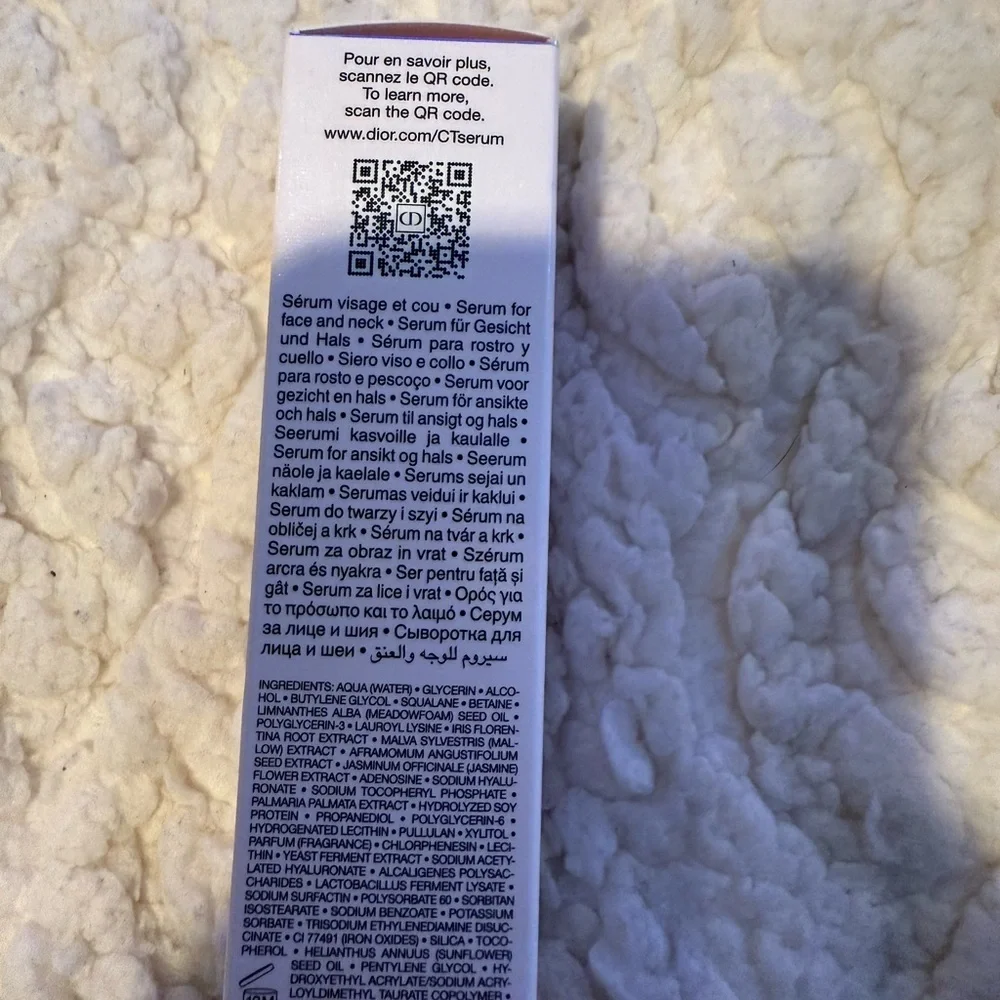 Pour en savoir plus,
scannez le QR code.
To learn more,
scan the QR code.
www.dior.com/CTserum
CD
Sérum visage et cou • Serum for
face and neck • Serum für Gesicht
und Hals • Sérum para rostro y
cuello • Siero viso e collo • Sérum
para rosto e pescoço • Serum voor
gezicht en hals • Serum för ansikte
och hals • Serum til ansigt og hals •
Seerumi kasvoille ja kaulalle •
Serum for ansikt og hals • Seerum
näole ja kaelale • Serums sejai un
kaklam • Serumas veidui ir kaklui •
Serum do twarzy i szyi • Sérum na
obličej a krk • Sérum na tvár a krk •
Serum za obraz in vrat • Szérum
arcra és nyakra • Ser pentru față și
gât • Serum za lice i vrat • Ορός για
το πρόσωπο και το λαιμό • Серум
за лице и шия • Сыворотка для
лица и шеи • سيروم للوجه والعنق
INGREDIENTS: AQUA (WATER) • GLYCERIN • ALCO-
HOL • BUTYLENE GLYCOL • SQUALANE • BETAINE •
LIMNANTHES ALBA (MEADOWFOAM) SEED OIL •
POLYGLYCERIN-3 • LAUROYL LYSINE • IRIS FLOREN-
TINA ROOT EXTRACT • MALVA SYLVESTRIS (MAL-
LOW) EXTRACT • AFRAMOMUM ANGUSTIFOLIUM
SEED EXTRACT • JASMINUM OFFICINALE (JASMINE)
FLOWER EXTRACT • ADENOSINE • SODIUM HYALU-
RONATE • SODIUM TOCOPHERYL PHOSPHATE •
PALMARIA PALMATA EXTRACT • HYDROLYZED SOY
PROTEIN • PROPANEDIOL • POLYGLYCERIN-6 •
HYDROGENATED LECITHIN • PULLULAN • XYLITOL •
PARFUM (FRAGRANCE) • CHLORPHENESIN • LECI-
THIN • YEAST FERMENT EXTRACT • SODIUM ACETY-
LATED HYALURONATE • ALCALIGENES POLYSAC-
CHARIDES • LACTOBACILLUS FERMENT LYSATE •
SODIUM SURFACTIN • POLYSORBATE 60 • SORBITAN
ISOSTEARATE • SODIUM BENZOATE • POTASSIUM
SORBATE • TRISODIUM ETHYLENEDIAMINE DISUC-
CINATE • CI 77491 (IRON OXIDES) • SILICA • TOCO-
PHEROL • HELIANTHUS ANNUUS (SUNFLOWER)
SEED OIL • PENTYLENE GLYCOL • HY-
DROXYETHYL ACRYLATE/SODIUM ACRY-
LOYLDIMETHYL TAURATE COPOLYMER •